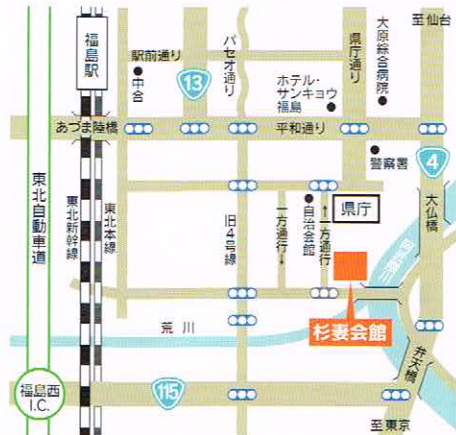 至仙台
福島駅
駅前通り
中合
13
パセオ通り
ホテル・
サンキョウ
福島
県庁通り
大原綜合病院
あづま陸橋
平和通り
警察署
4
東北自動車道
東北新幹線
東北本線
旧4号線
一方通行→
自治会館
←一方通行
県庁
大仏橋
阿武隈川
杉妻会館
荒川
弁天橋
福島西
I.C.
115
至東京